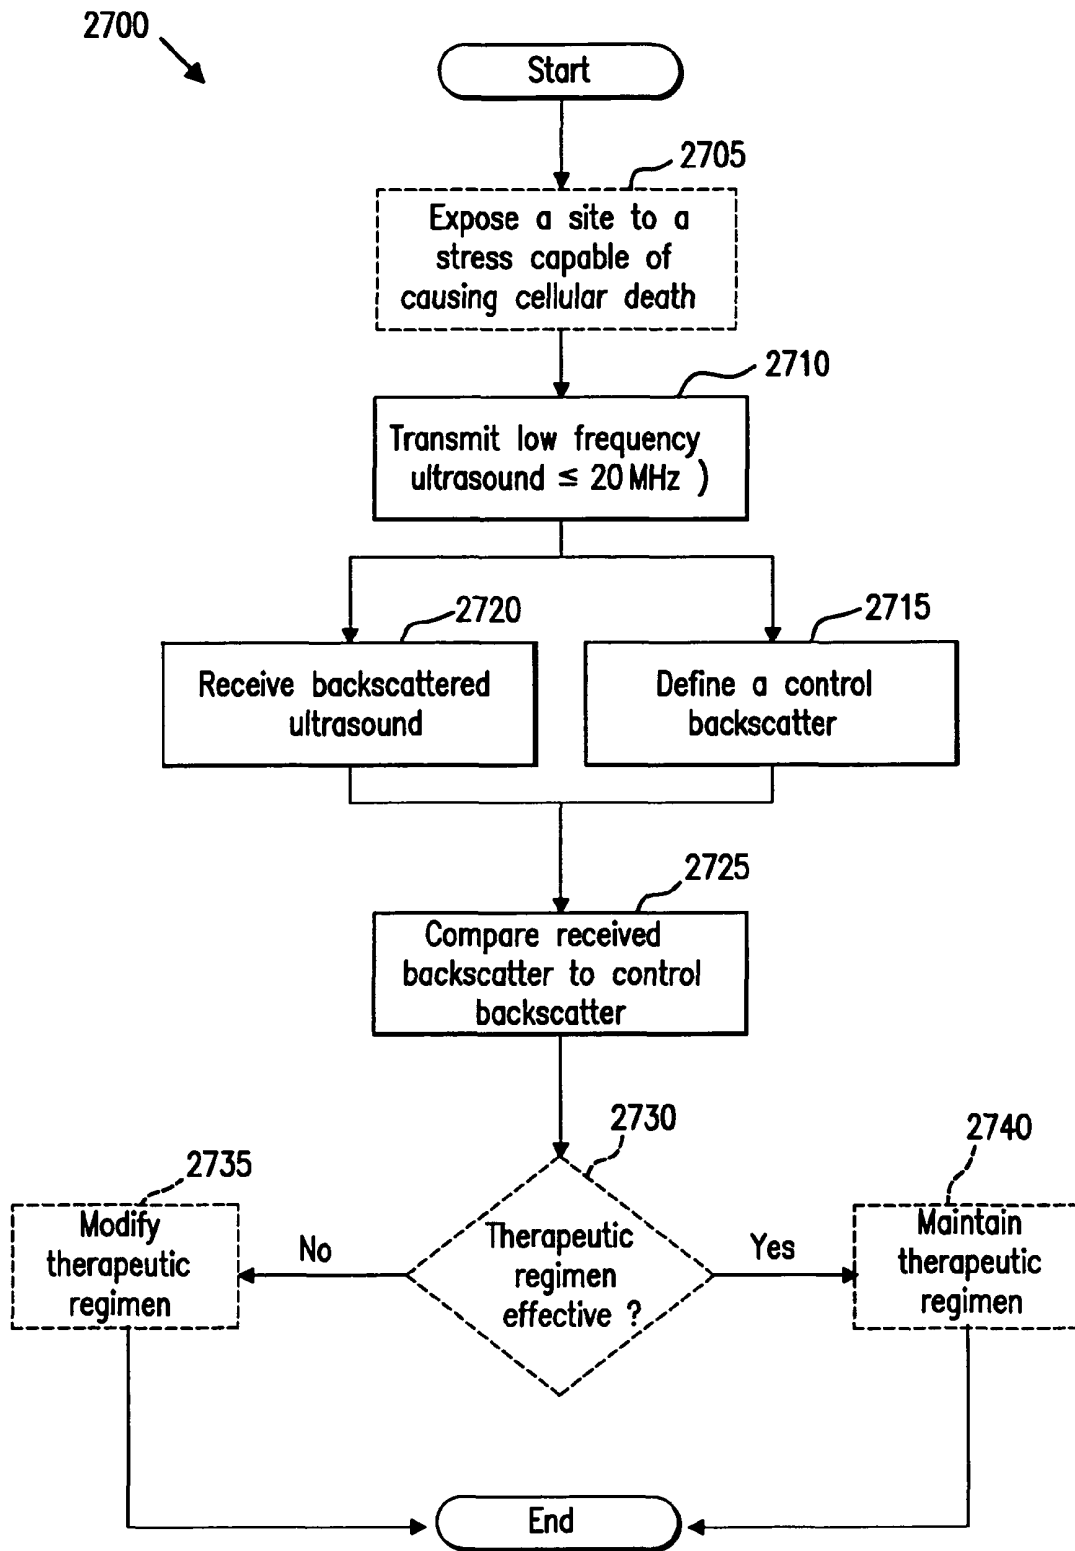 2700
Start
2705
Expose a site to a
stress capable of
causing cellular death
2710
Transmit low frequency
ultrasound ≤ 20 MHz )
2720
2715
Receive backscattered
ultrasound
Define a control
backscatter
2725
Compare received
backscatter to control
backscatter
2730
2735
2740
Modify
therapeutic
regimen
No
Therapeutic
regimen
effective ?
Yes
Maintain
therapeutic
regimen
End